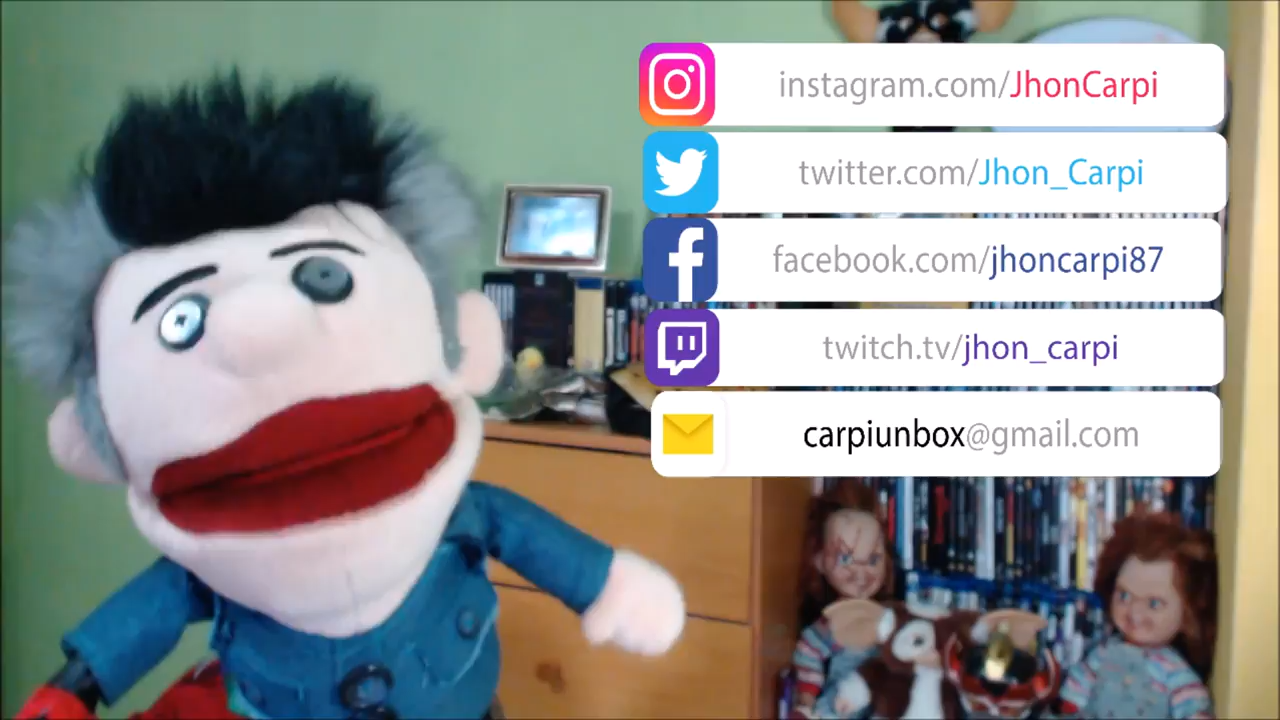 instagram.com/JhonCarpi
twitter.com/Jhon_Carpi
facebook.com/jhoncarpi87
twitch.tv/jhon_carpi
carpiunbox@gmail.com